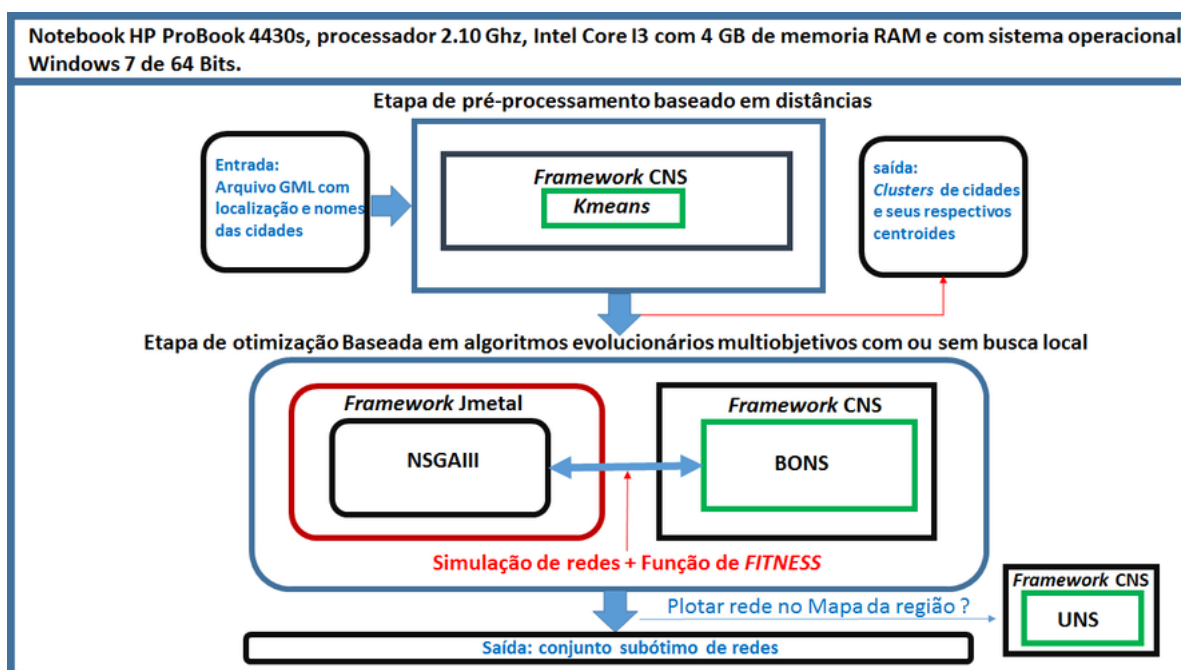 Notebook HP ProBook 4430s, processador 2.10 Ghz, Intel Core I3 com 4 GB de memoria RAM e com sistema operacional
Windows 7 de 64 Bits.
Etapa de pré-processamento baseado em distâncias
Entrada:
Arquivo GML com
localização e nomes
das cidades
Framework CNS
Kmeans
saída:
Clusters de cidades
e seus respectivos
centroides
Etapa de otimização Baseada em algoritmos evolucionários multiobjetivos com ou sem busca local
Framework Jmetal
NSGAIII
Framework CNS
BONS
Simulação de redes + Função de FITNESS
Plotar rede no Mapa da região ?
Framework CNS
UNS
Saída: conjunto subótimo de redes